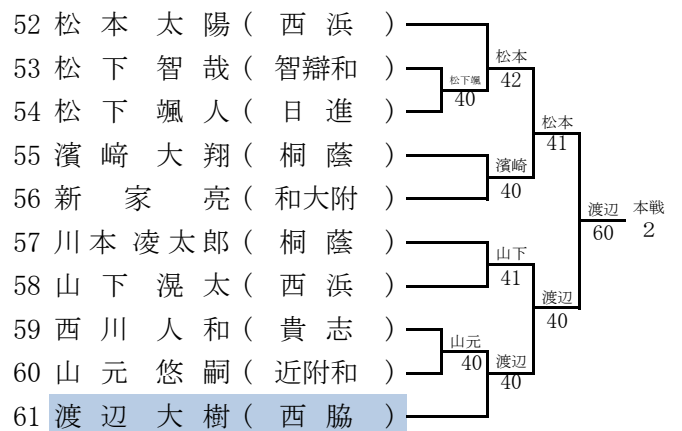 52 松 本 太 陽 ( 西 浜 )
53 松 下 智 哉 ( 智辯和 )
54 松 下 颯 人 ( 日 進 )
55 濱 﨑 大 翔 ( 桐 蔭 )
56 新 家 亮 ( 和大附 )
57 川 本 凌 太 郎 ( 桐 蔭 )
58 山 下 滉 太 ( 西 浜 )
59 西 川 人 和 ( 貴 志 )
60 山 元 悠 嗣 ( 近附和 )
61 渡 辺 大 樹 ( 西 脇 )
松下颯
40
松本
42
濱崎
40
松本
41
山下
41
山元
40
渡辺
40
渡辺
40
渡辺
60
本戦
2